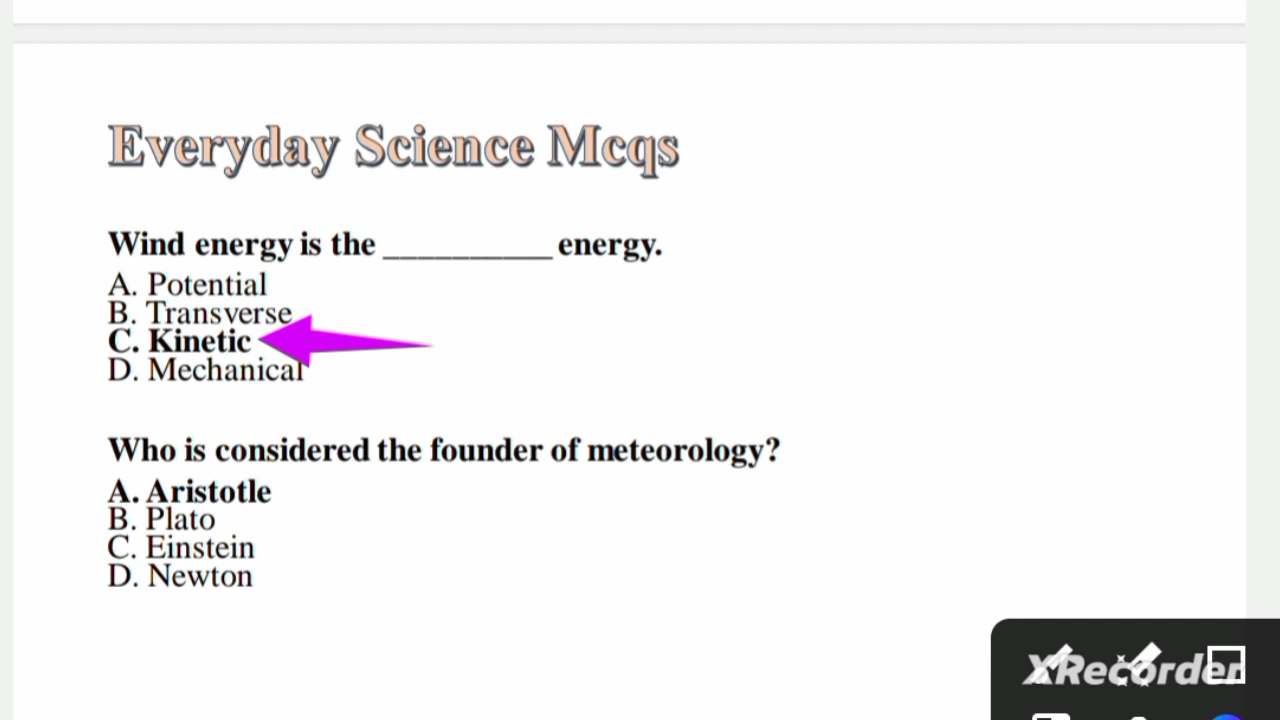 Everyday Science Mcqs
Wind energy is the __________ energy.
A. Potential
B. Transverse
C. Kinetic
D. Mechanical
Who is considered the founder of meteorology?
A. Aristotle
B. Plato
C. Einstein
D. Newton
XRecorder